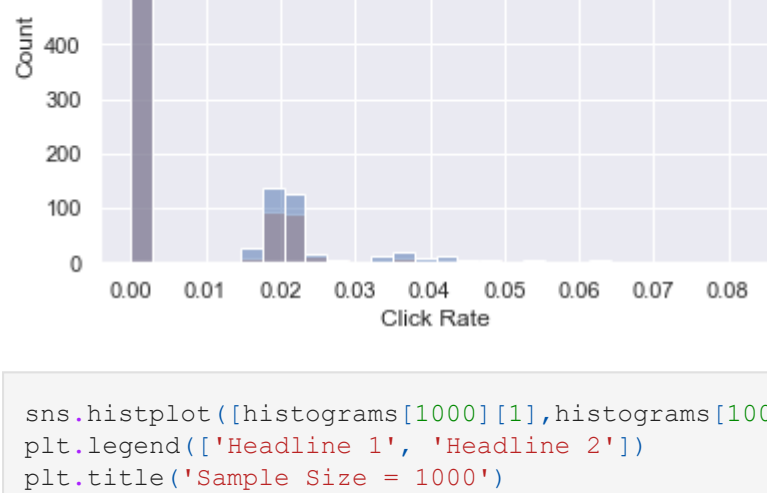 Count
400
300
200
100
0
0.00 0.01 0.02 0.03 0.04 0.05 0.06 0.07 0.08
Click Rate
sns.histplot([histograms[1000][1],histograms[100
plt.legend(['Headline 1', 'Headline 2'])
plt.title('Sample Size = 1000')